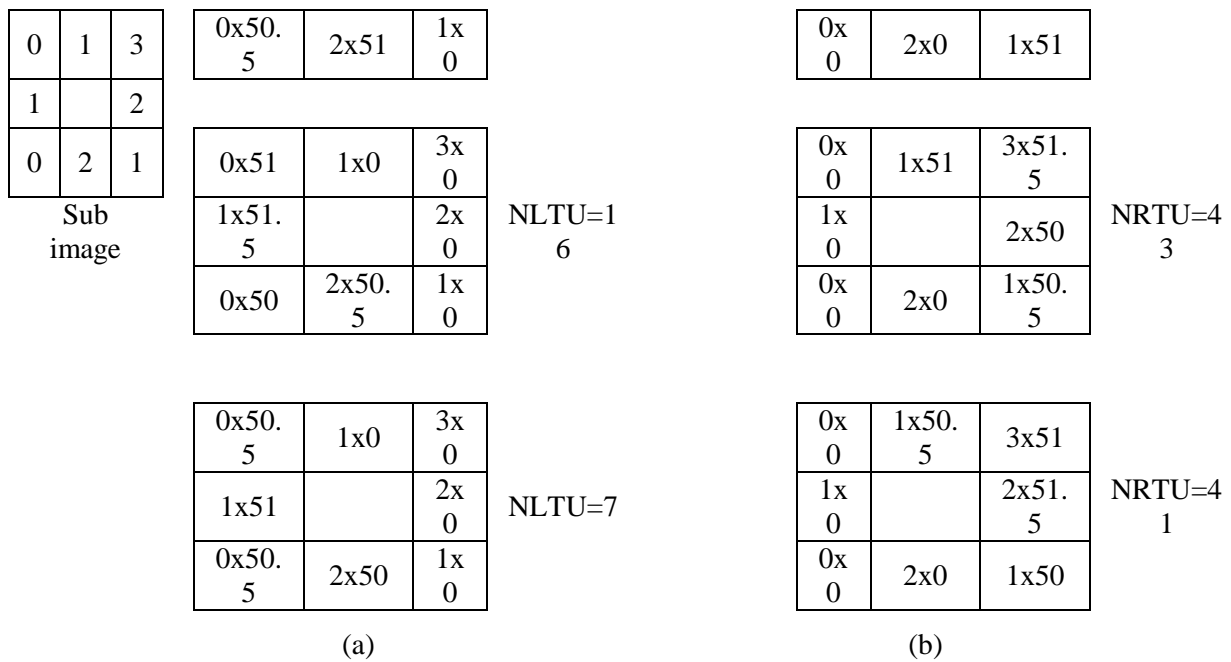 0 1 3
1 2
0 2 1
Sub
image
0x50.
5 2x51 1x
0
0x51 1x0 3x
0
1x51.
5 2x
0
0x50 2x50.
5 1x
0
NLTU=1
6
0x50.
5 1x0 3x
0
1x51 2x
0
0x50.
5 2x50 1x
0
NLTU=7
(a)
0x
0 2x0 1x51
0x
0 1x51 3x51.
5
1x
0 2x50
0x
0 2x0 1x50.
5
NRTU=4
3
0x
0 1x50.
5 3x51
1x
0 2x51.
5
0x
0 2x0 1x50
NRTU=4
1
(b)